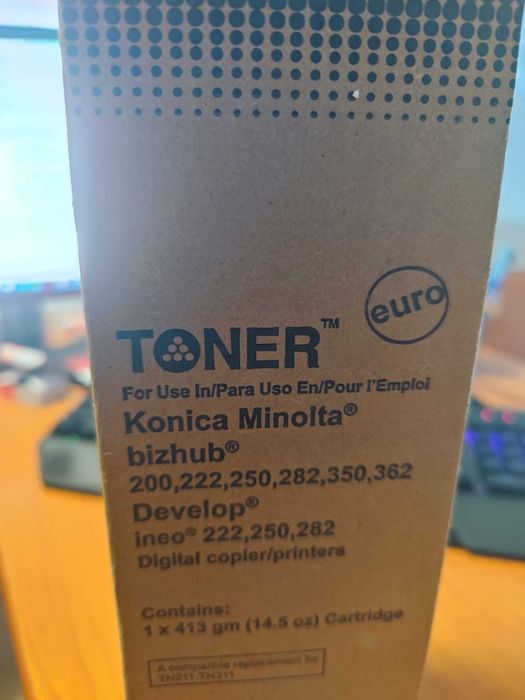 euro
TONER™
For Use In/Para Uso En/Pour l'Emploi
Konica Minolta®
bizhub®
200,222,250,282,350,362
Develop®
ineo® 222,250,282
Digital copier/printers
Contains:
1 x 413 gm (14.5 oz) Cartridge
A compatible replacement for
TN211,TN311